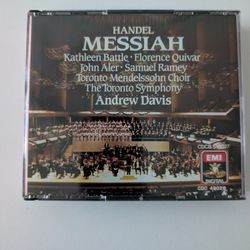 HANDEL
MESSIAH
Kathleen Battle · Florence Quivar
John Aler · Samuel Ramey
Toronto Mendelssohn Choir
The Toronto Symphony
Andrew Davis
EMI
DIGITAL